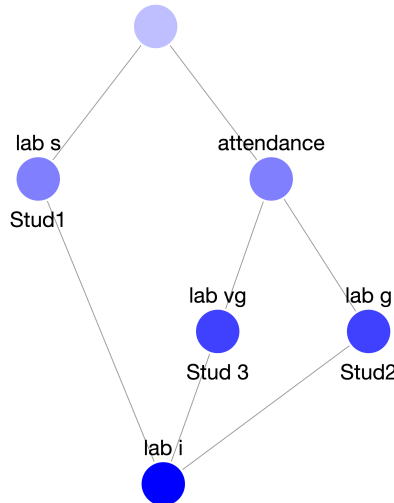 lab s
attendance
Stud1
lab vg
lab g
Stud 3
Stud2
lab i